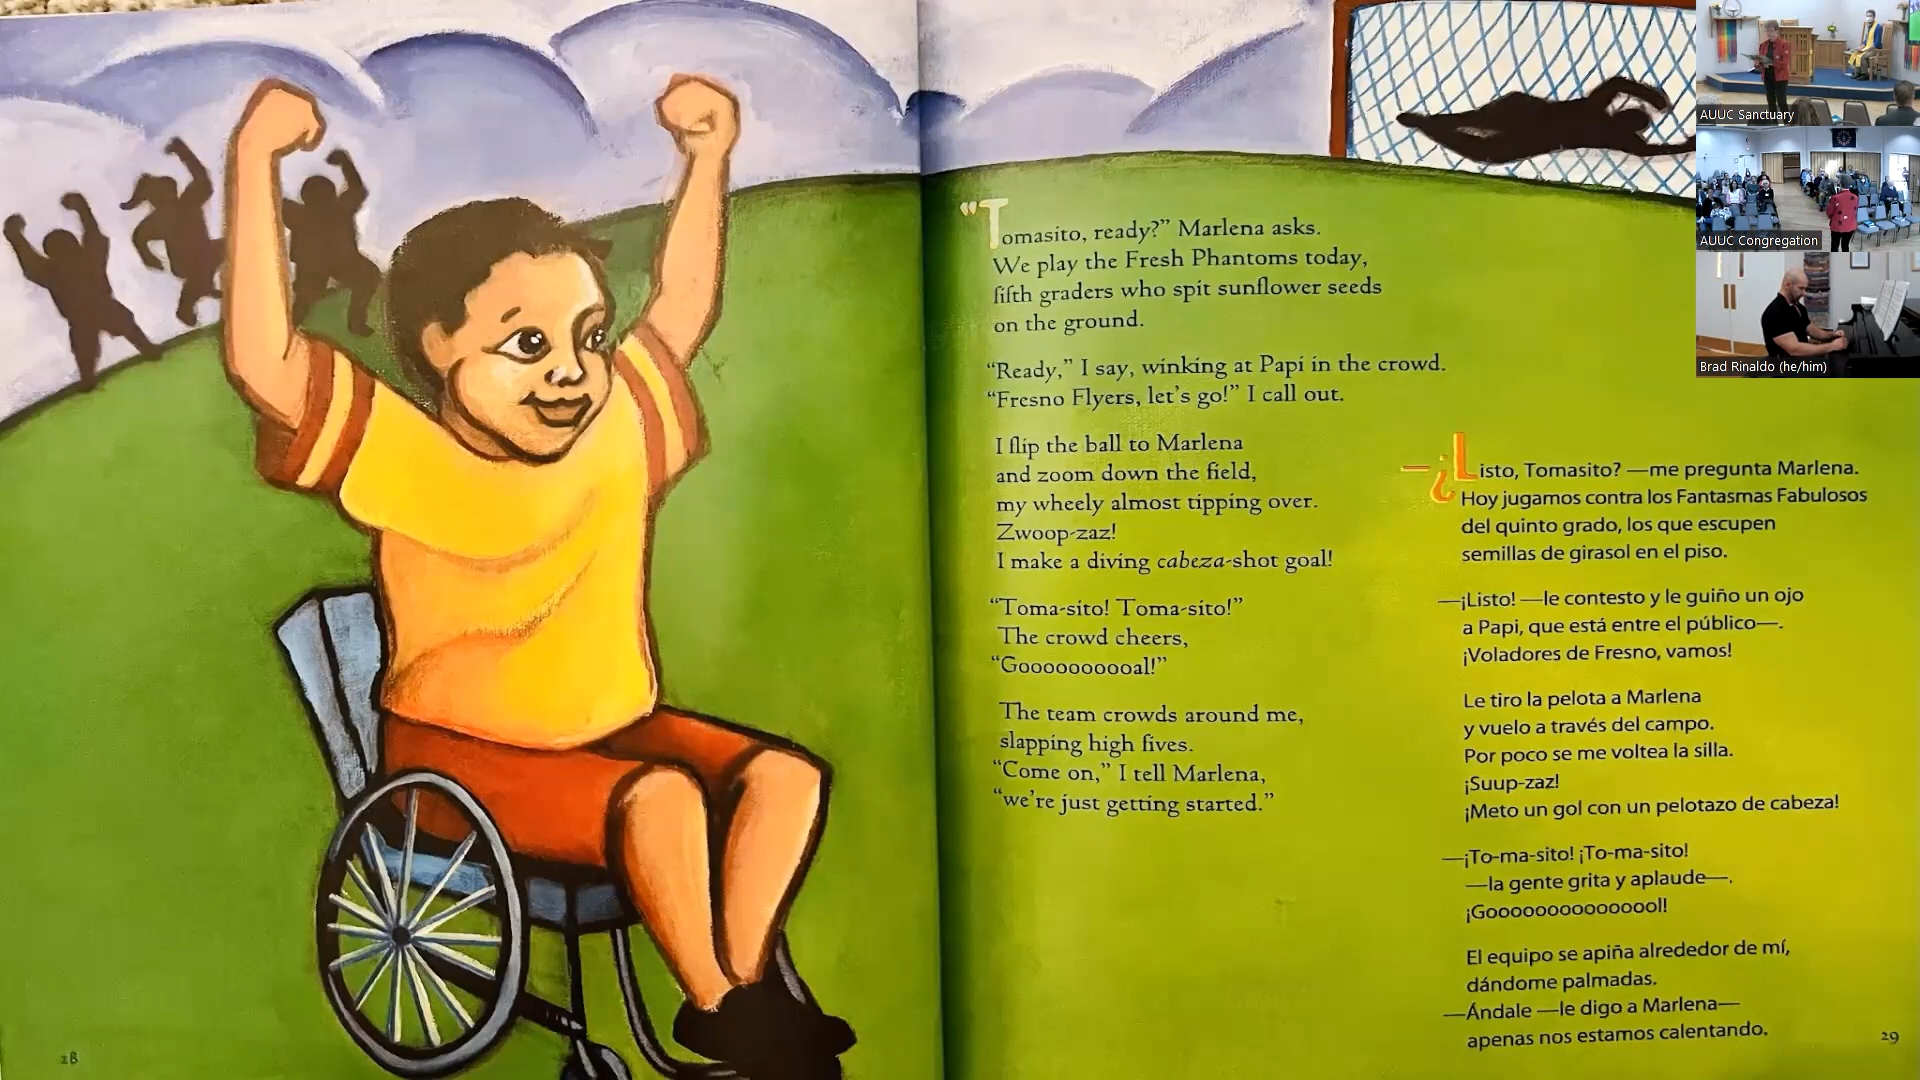 "Tomasito, ready?" Marlena asks.
We play the Fresh Phantoms today,
fifth graders who spit sunflower seeds
on the ground.
"Ready," I say, winking at Papi in the crowd.
"Fresno Flyers, let's go!" I call out.
I flip the ball to Marlena
and zoom down the field,
my wheely almost tipping over.
Zwoop-zaz!
I make a diving cabeza-shot goal!
"Toma-sito! Toma-sito!"
The crowd cheers,
"Goooooooooal!"
The team crowds around me,
slapping high fives.
"Come on," I tell Marlena,
"we're just getting started."
—¿Listo, Tomasito? —me pregunta Marlena.
Hoy jugamos contra los Fantasmas Fabulosos
del quinto grado, los que escupen
semillas de girasol en el piso.
—¡Listo! —le contesto y le guiño un ojo
a Papi, que está entre el público—.
¡Voladores de Fresno, vamos!
Le tiro la pelota a Marlena
y vuelo a través del campo.
Por poco se me voltea la silla.
¡Suup-zaz!
¡Meto un gol con un pelotazo de cabeza!
—¡To-ma-sito! ¡To-ma-sito!
—la gente grita y aplaude—.
¡Gooooooooooooool!
El equipo se apiña alrededor de mí,
dándome palmadas.
—Ándale —le digo a Marlena—
apenas nos estamos calentando.
28
29
AUUC Sanctuary
AUUC Congregation
Brad Rinaldo (he/him)